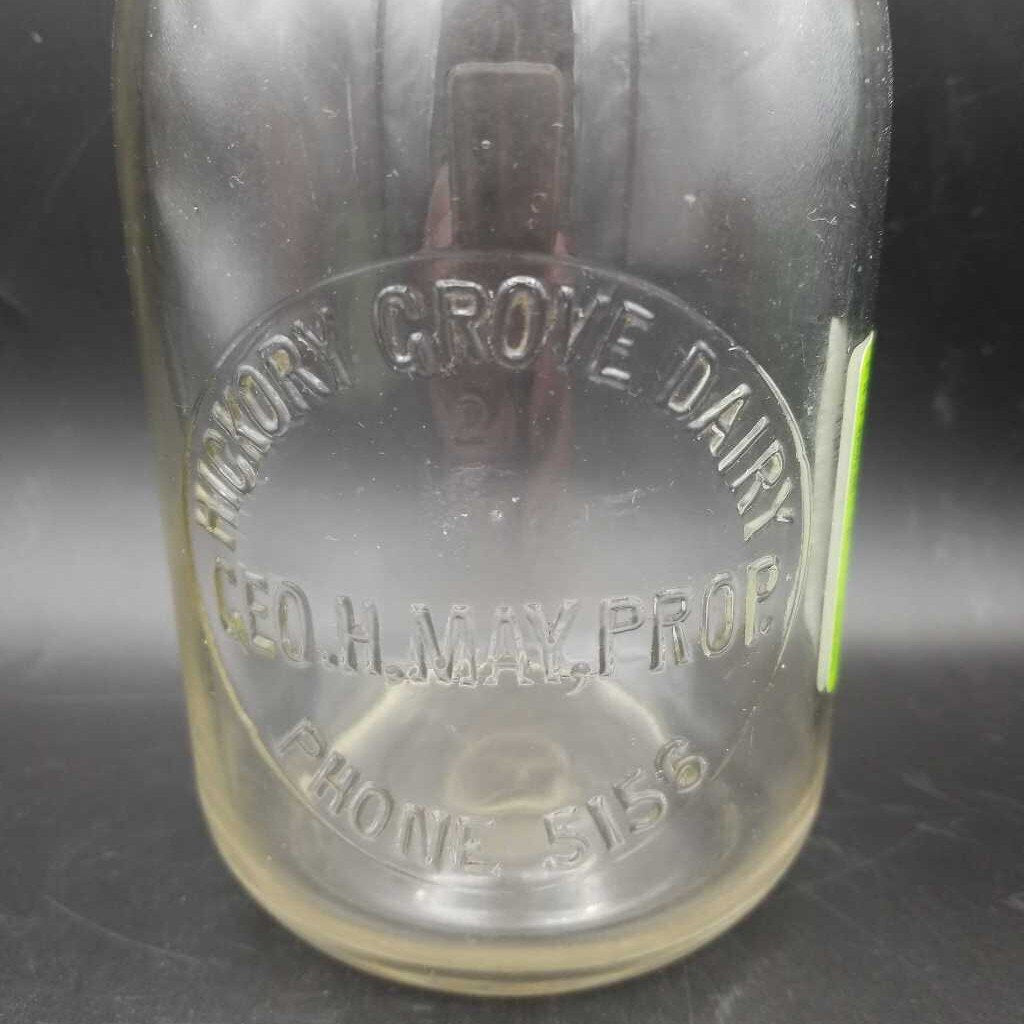 HICKORY GROVE DAIRY
GEO.H.MAY, PROP.
PHONE 5156